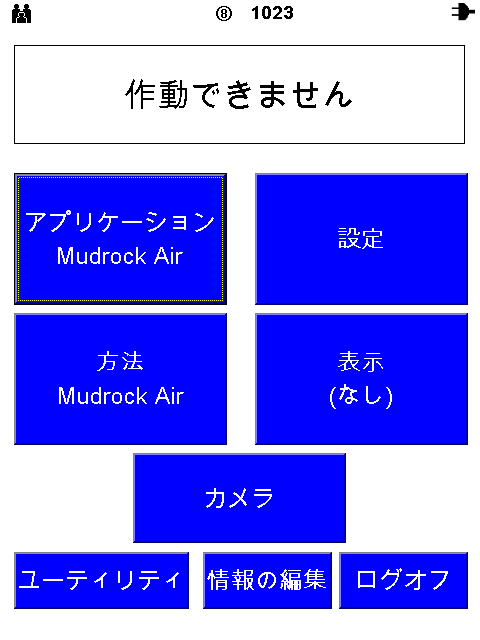 ⑧ 1023
作動できません
アプリケーション
Mudrock Air
設定
方法
Mudrock Air
表示
(なし)
カメラ
ユーティリティ
情報の編集
ログオフ